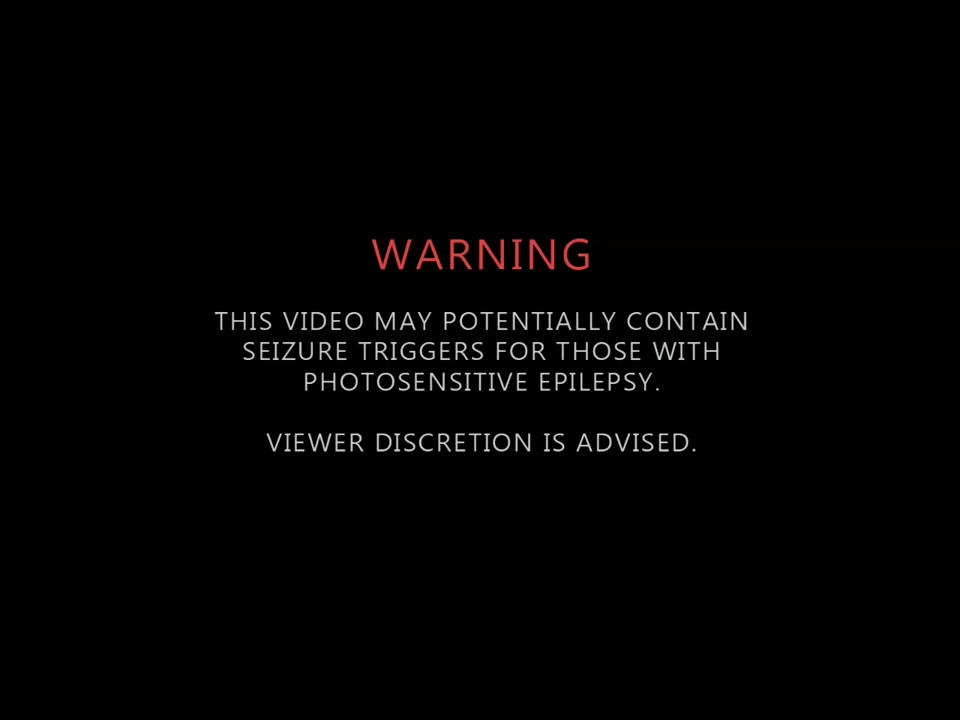 WARNING
THIS VIDEO MAY POTENTIALLY CONTAIN
SEIZURE TRIGGERS FOR THOSE WITH
PHOTOSENSITIVE EPILEPSY.
VIEWER DISCRETION IS ADVISED.